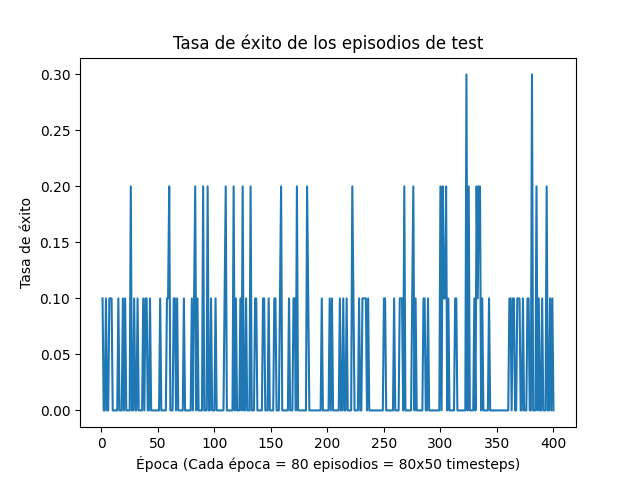 Tasa de éxito de los episodios de test
0.30
0.25
0.20
0.15
0.10
0.05
0.00
Tasa de éxito
0 50 100 150 200 250 300 350 400
Época (Cada época = 80 episodios = 80x50 timesteps)